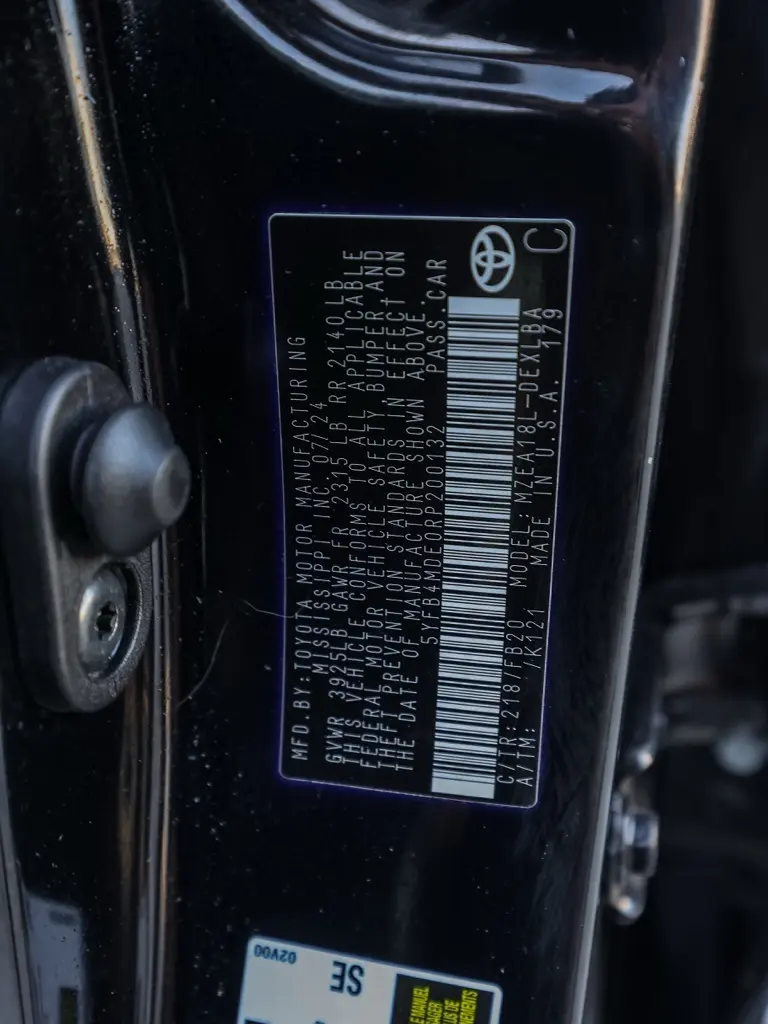 MFD.BY:TOYOTA MOTOR MANUFACTURING
MISSISSIPPI INC. 07/24
GVWR 3925LB GAWR FR 2315 LB RR 2140 LB
THIS VEHICLE CONFORMS TO ALL APPLICABLE
FEDERAL MOTOR VEHICLE SAFETY BUMPER AND
THEFT PREVENTION STANDARDS IN EFFECT ON
THE DATE OF MANUFACTURE SHOWN ABOVE.
5YFB4MDE0RP200132 PASS.CAR
C/TR:218/FB20 MODEL:MZEA18L-DEXLBA
A/TM: /K121 MADE IN U.S.A. 179
C
02V00
SE